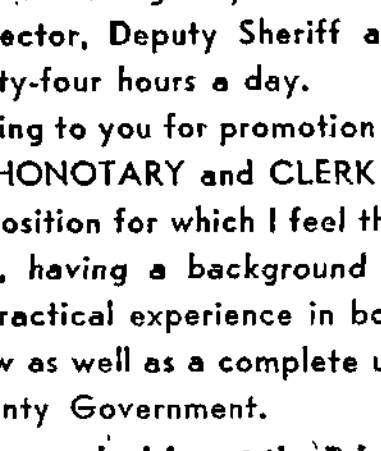 ector, Deputy Sheriff a
ty-four hours a day.
ing to you for promotion
HONOTARY and CLERK
osition for which I feel th
, having a background
ractical experience in bo
w as well as a complete u
nty Government.